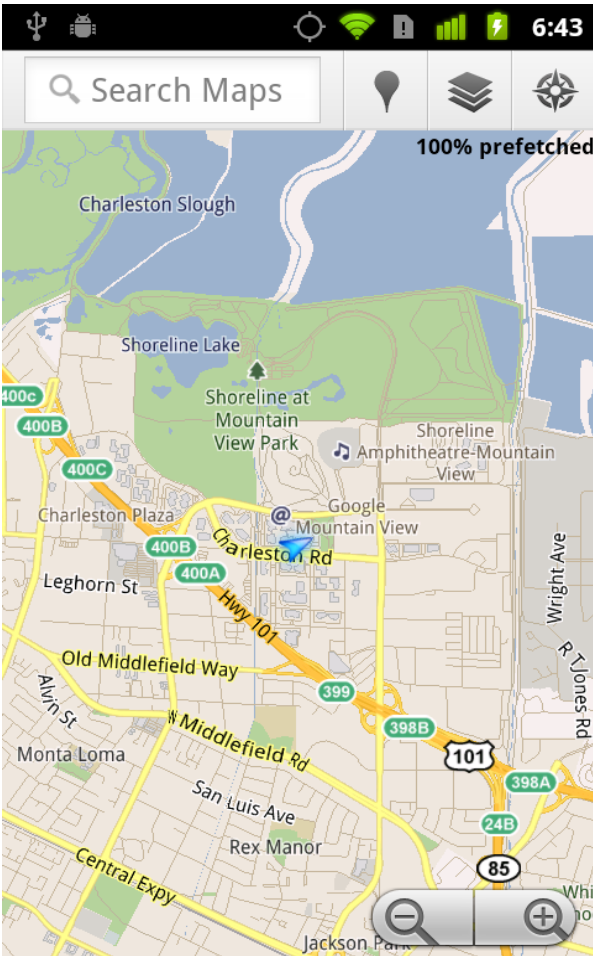 6:43
Search Maps
100% prefetched
Charleston Slough
Shoreline Lake
Shoreline at
Mountain
View Park
Shoreline
Amphitheatre-Mountain
View
400c
400B
400C
Charleston Plaza
@ Google
Mountain View
400B
Charleston Rd
400A
Leghorn St
Wright Ave
Hwy 101
R T Jones Rd
Old Middlefield Way
399
Alvin St
N Middlefield Rd
398B
101
Monta Loma
398A
San Luis Ave
24B
Rex Manor
85
Central Expy
Whi
Jackson Park